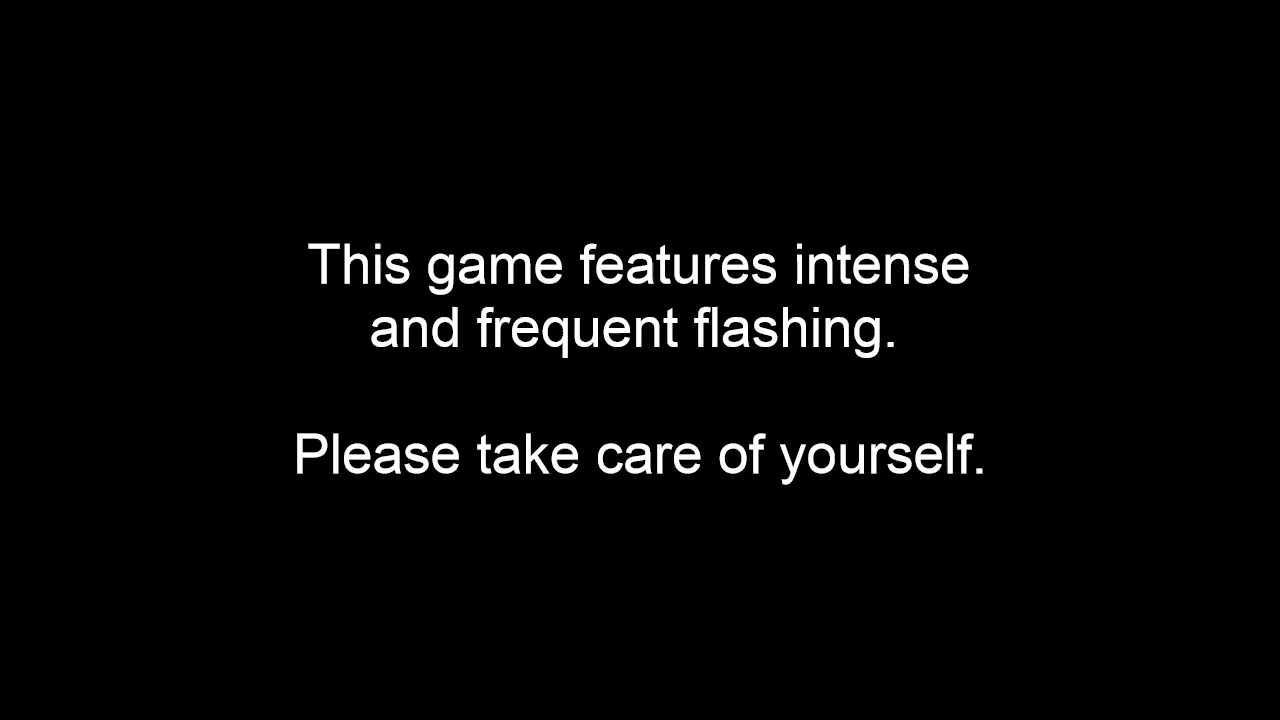 This game features intense
and frequent flashing.
Please take care of yourself.